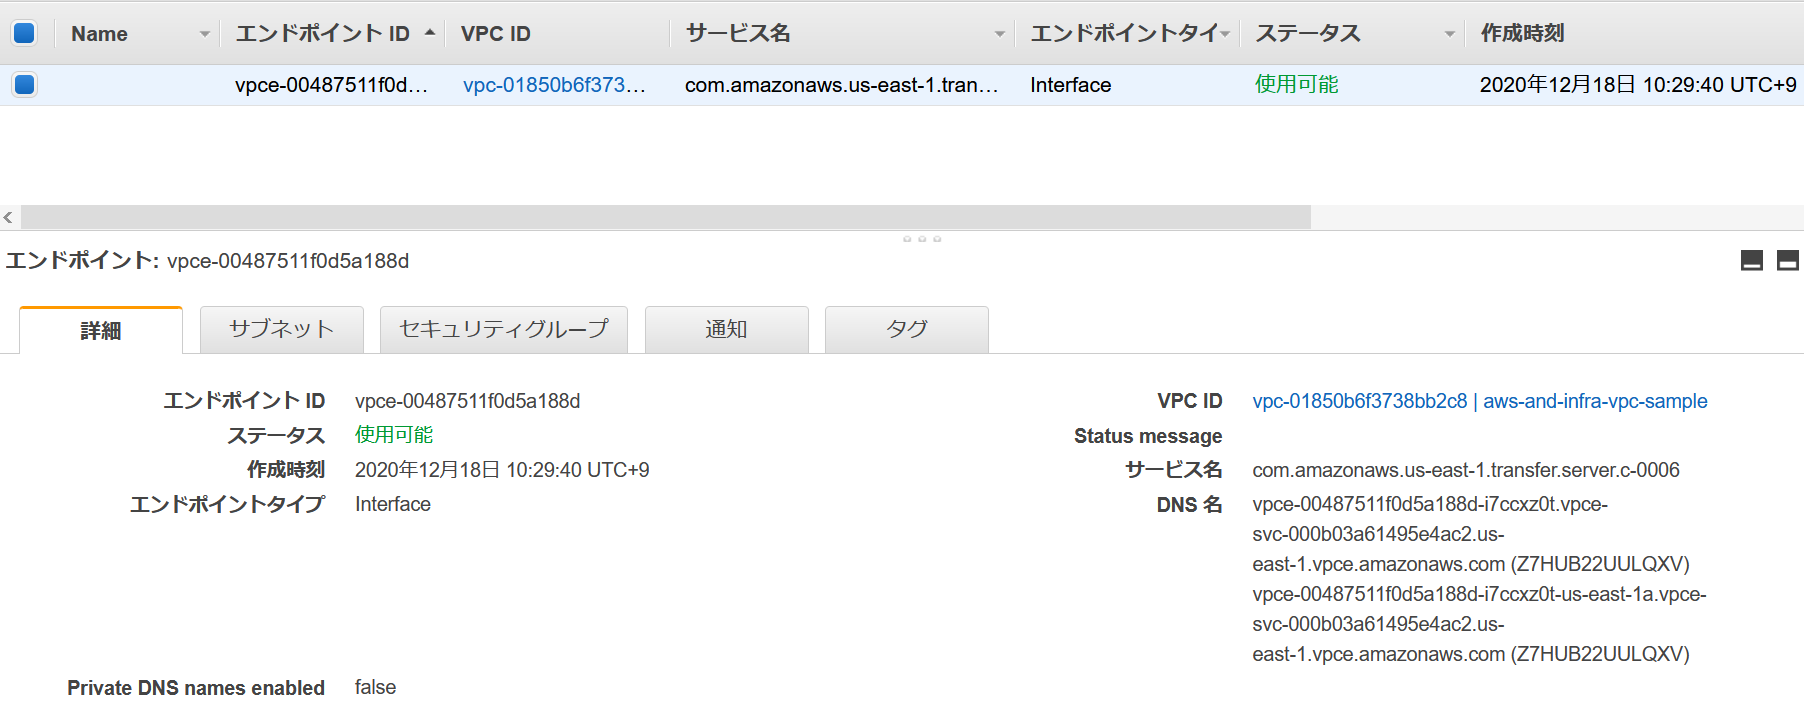 Name エンドポイント ID VPC ID サービス名 エンドポイントタイ ステータス 作成時刻
vpce-00487511f0d... vpc-01850b6f373... com.amazonaws.us-east-1.tran... Interface 使用可能 2020年12月18日 10:29:40 UTC+9
エンドポイント: vpce-00487511f0d5a188d
詳細 サブネット セキュリティグループ 通知 タグ
エンドポイント ID vpce-00487511f0d5a188d VPC ID vpc-01850b6f3738bb2c8 | aws-and-infra-vpc-sample
ステータス 使用可能 Status message
作成時刻 2020年12月18日 10:29:40 UTC+9 サービス名 com.amazonaws.us-east-1.transfer.server.c-0006
エンドポイントタイプ Interface DNS 名 vpce-00487511f0d5a188d-i7ccxz0t.vpce-
svc-000b03a61495e4ac2.us-
east-1.vpce.amazonaws.com (Z7HUB22UULQXV)
vpce-00487511f0d5a188d-i7ccxz0t-us-east-1a.vpce-
svc-000b03a61495e4ac2.us-
east-1.vpce.amazonaws.com (Z7HUB22UULQXV)
Private DNS names enabled false